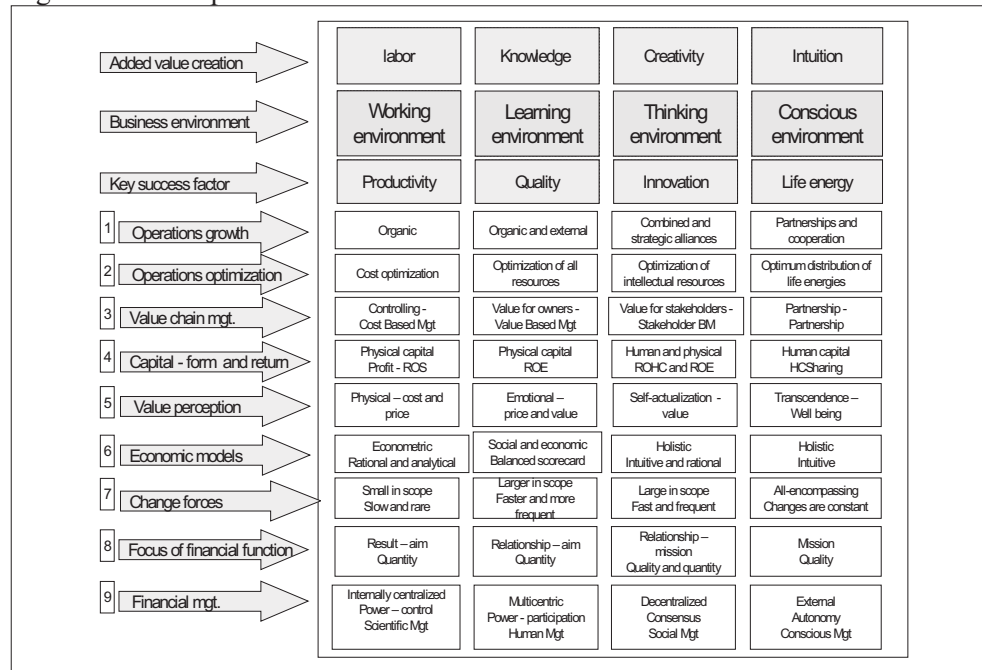 Added value creation
labor
Knowledge
Creativity
Intuition
Business environment
Working
environment
Learning
environment
Thinking
environment
Conscious
environment
Key success factor
Productivity
Quality
Innovation
Life energy
1
Operations growth
Organic
Organic and external
Combined and
strategic alliances
Partnerships and
cooperation
2
Operations optimization
Cost optimization
Optimization of all
resources
Optimization of
intellectual resources
Optimum distribution of
life energies
3
Value chain mgt.
Controlling -
Cost Based Mgt
Value for owners -
Value Based Mgt
Value for stakeholders -
Stakeholder BM
Partnership -
Partnership
4
Capital - form and return
Physical capital
Profit - ROS
Physical capital
ROE
Human and physical
ROHC and ROE
Human capital
HCSharing
5
Value perception
Physical – cost and
price
Emotional –
price and value
Self-actualization -
value
Transcendence –
Well being
6
Economic models
Econometric
Rational and analytical
Social and economic
Balanced scorecard
Holistic
Intuitive and rational
Holistic
Intuitive
7
Change forces
Small in scope
Slow and rare
Larger in scope
Faster and more
frequent
Large in scope
Fast and frequent
All-encompassing
Changes are constant
8
Focus of financial function
Result – aim
Quantity
Relationship – aim
Quantity
Relationship –
mission
Quality and quantity
Mission
Quality
9
Financial mgt.
Internally centralized
Power – control
Scientific Mgt
Multicentric
Power - participation
Human Mgt
Decentralized
Consensus
Social Mgt
External
Autonomy
Conscious Mgt